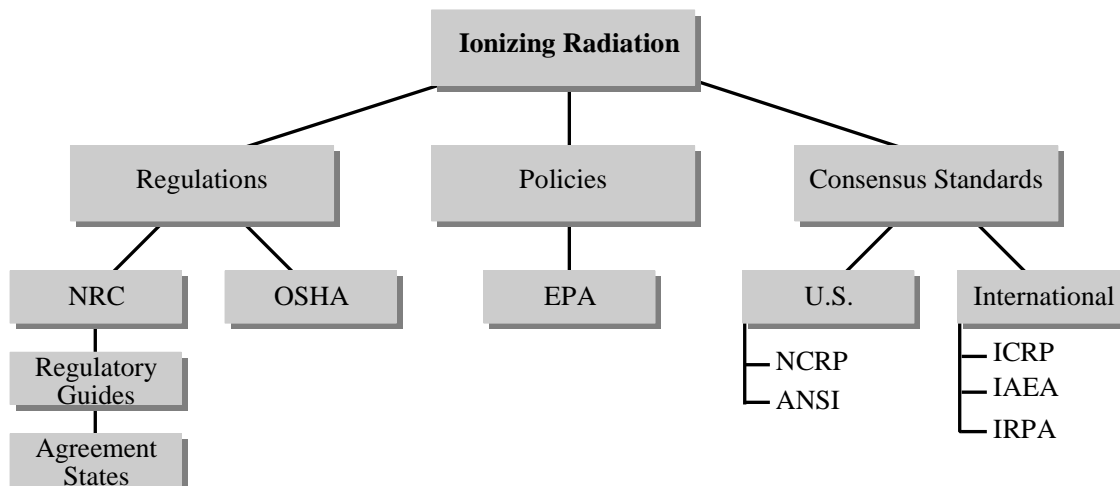 Ionizing Radiation
Regulations
Policies
Consensus Standards
NRC
OSHA
EPA
U.S.
International
Regulatory
Guides
Agreement
States
NCRP
ANSI
ICRP
IAEA
IRPA